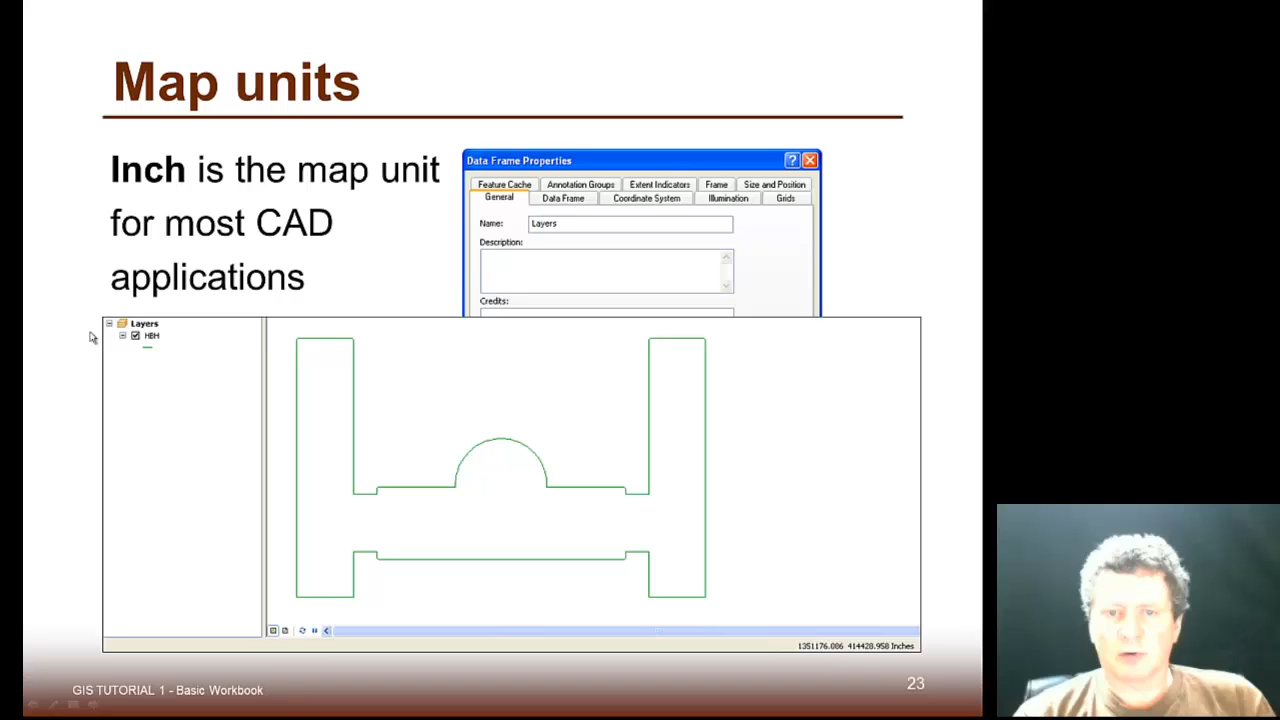 Map units
Inch is the map unit
for most CAD
applications
Data Frame Properties
Feature Cache Annotation Groups Extent Indicators Frame Size and Position
General Data Frame Coordinate System Illumination Grids
Name: Layers
Description:
Credits:
Layers
HBH
1351176.086 414428.958 Inches
GIS TUTORIAL 1 - Basic Workbook
23